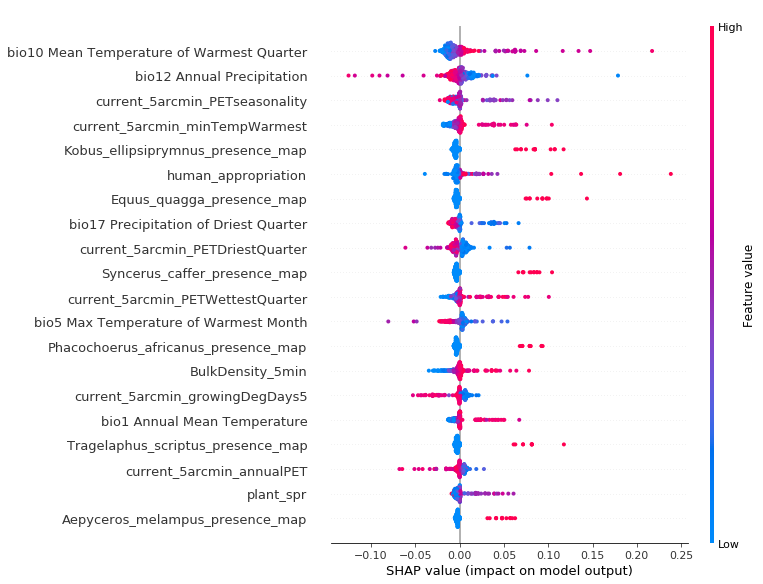 High
bio10 Mean Temperature of Warmest Quarter
bio12 Annual Precipitation
current_5arcmin_PETseasonality
current_5arcmin_minTempWarmest
Kobus_ellipsiprymnus_presence_map
human_appropriation
Equus_quagga_presence_map
bio17 Precipitation of Driest Quarter
current_5arcmin_PETDriestQuarter
Syncerus_caffer_presence_map
current_5arcmin_PETWettestQuarter
bio5 Max Temperature of Warmest Month
Phacochoerus_africanus_presence_map
BulkDensity_5min
current_5arcmin_growingDegDays5
bio1 Annual Mean Temperature
Tragelaphus_scriptus_presence_map
current_5arcmin_annualPET
plant_spr
Aepyceros_melampus_presence_map
Feature value
Low
−0.10 −0.05 0.00 0.05 0.10 0.15 0.20 0.25
SHAP value (impact on model output)